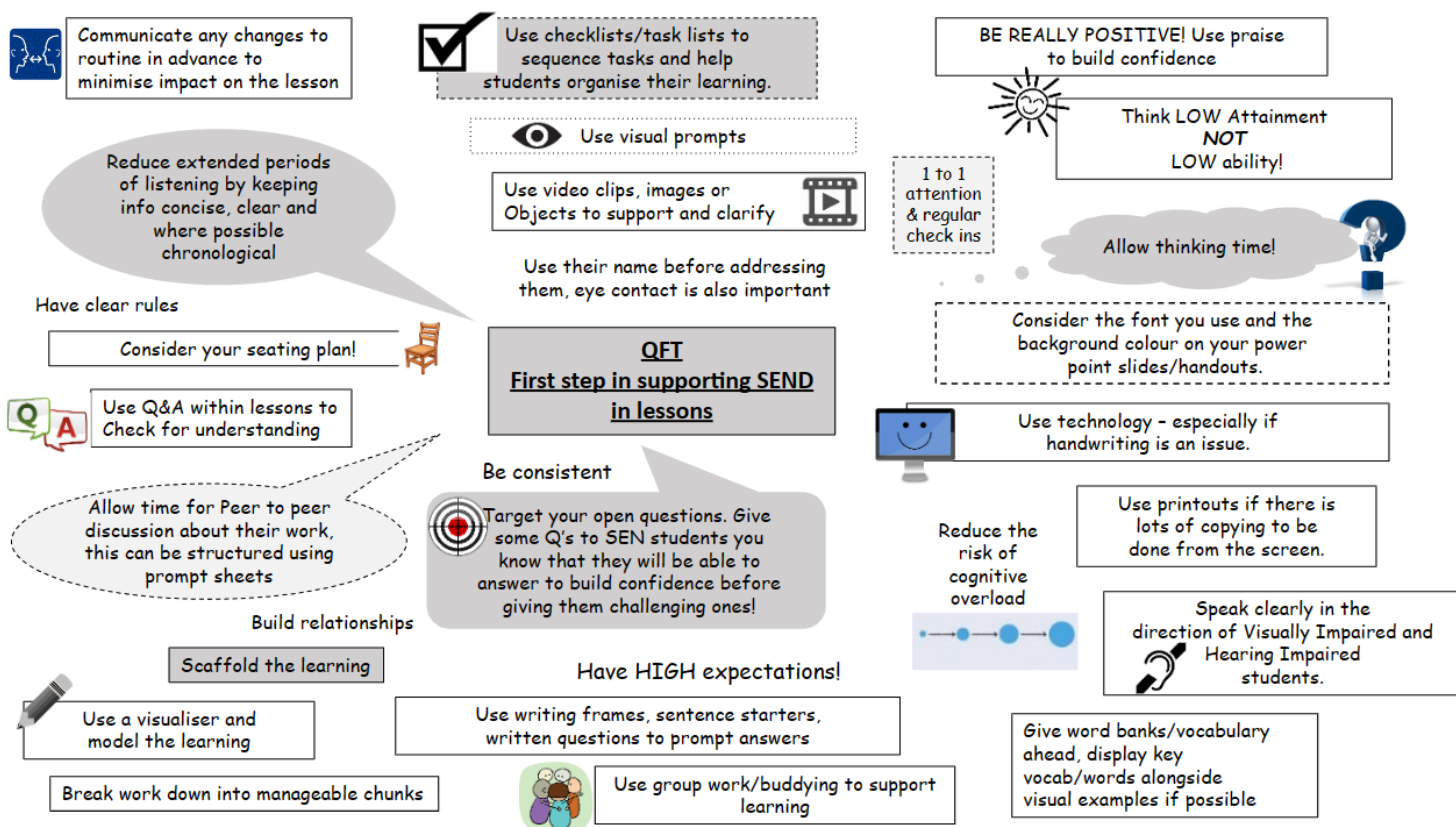 Communicate any changes to
routine in advance to
minimise impact on the lesson
Use checklists/task lists to
sequence tasks and help
students organise their learning.
BE REALLY POSITIVE! Use praise
to build confidence
Think LOW Attainment
NOT
LOW ability!
Use visual prompts
Reduce extended periods
of listening by keeping
info concise, clear and
where possible
chronological
Use video clips, images or
Objects to support and clarify
1 to 1
attention
& regular
check ins
Allow thinking time!
Use their name before addressing
them, eye contact is also important
Have clear rules
Consider your seating plan!
QFT
First step in supporting SEND
in lessons
Consider the font you use and the
background colour on your power
point slides/handouts.
Q
A
Use Q&A within lessons to
Check for understanding
Use technology – especially if
handwriting is an issue.
Be consistent
Allow time for Peer to peer
discussion about their work,
this can be structured using
prompt sheets
Target your open questions. Give
some Q's to SEN students you
know that they will be able to
answer to build confidence before
giving them challenging ones!
Reduce the
risk of
cognitive
overload
Use printouts if there is
lots of copying to be
done from the screen.
Build relationships
Scaffold the learning
Have HIGH expectations!
Speak clearly in the
direction of Visually Impaired and
Hearing Impaired
students.
Use a visualiser and
model the learning
Use writing frames, sentence starters,
written questions to prompt answers
Give word banks/vocabulary
ahead, display key
vocab/words alongside
visual examples if possible
Break work down into manageable chunks
Use group work/buddying to support
learning